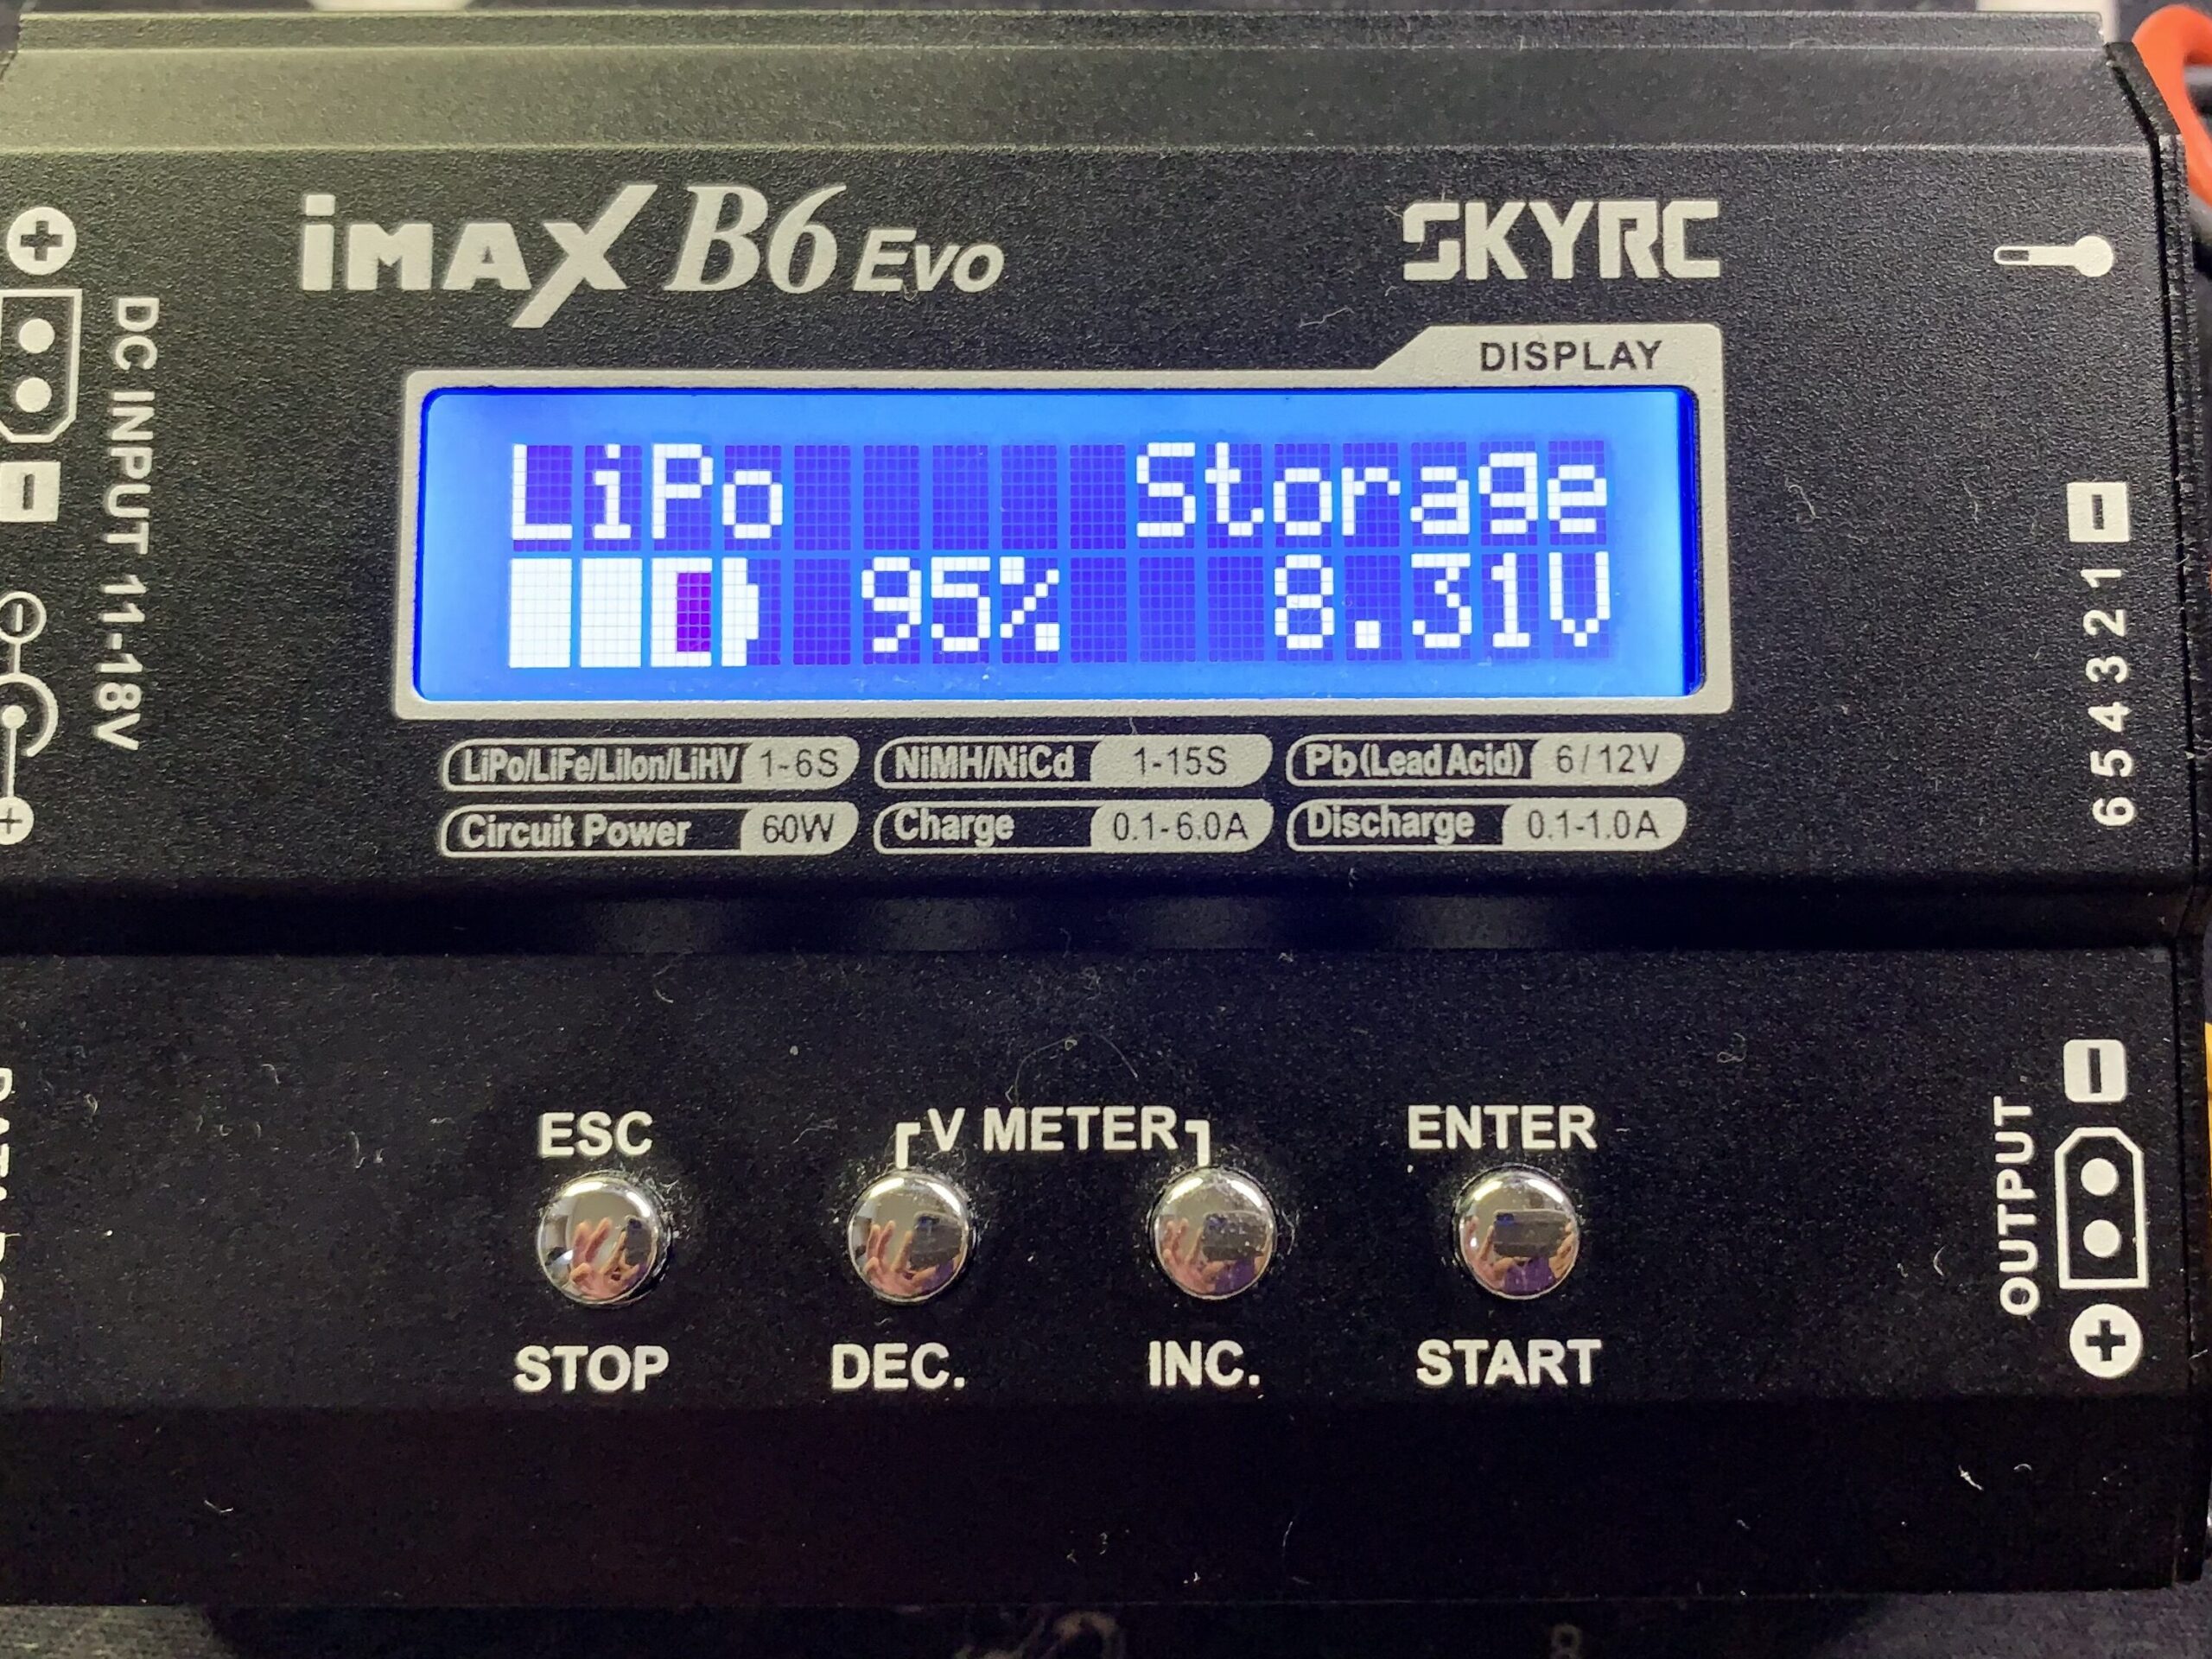 iMAX B6 Evo
SKYRC
DISPLAY
LiPo Storage
95% 8.31V
LiPo/LiFe/LiIon/LiHV 1-6S
NiMH/NiCd 1-15S
Pb(Lead Acid) 6/12V
Circuit Power 60W
Charge 0.1-6.0A
Discharge 0.1-1.0A
DC INPUT 11-18V
6 5 4 3 2 1
ESC
V METER
ENTER
STOP
DEC.
INC.
START
OUTPUT